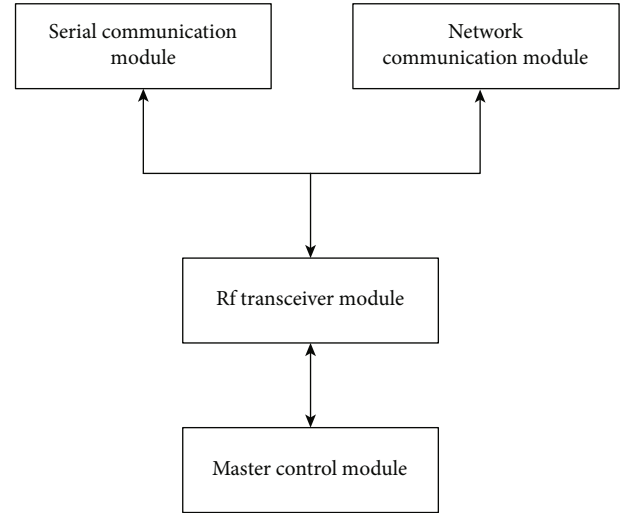 Serial communication
module
Network
communication module
Rf transceiver module
Master control module